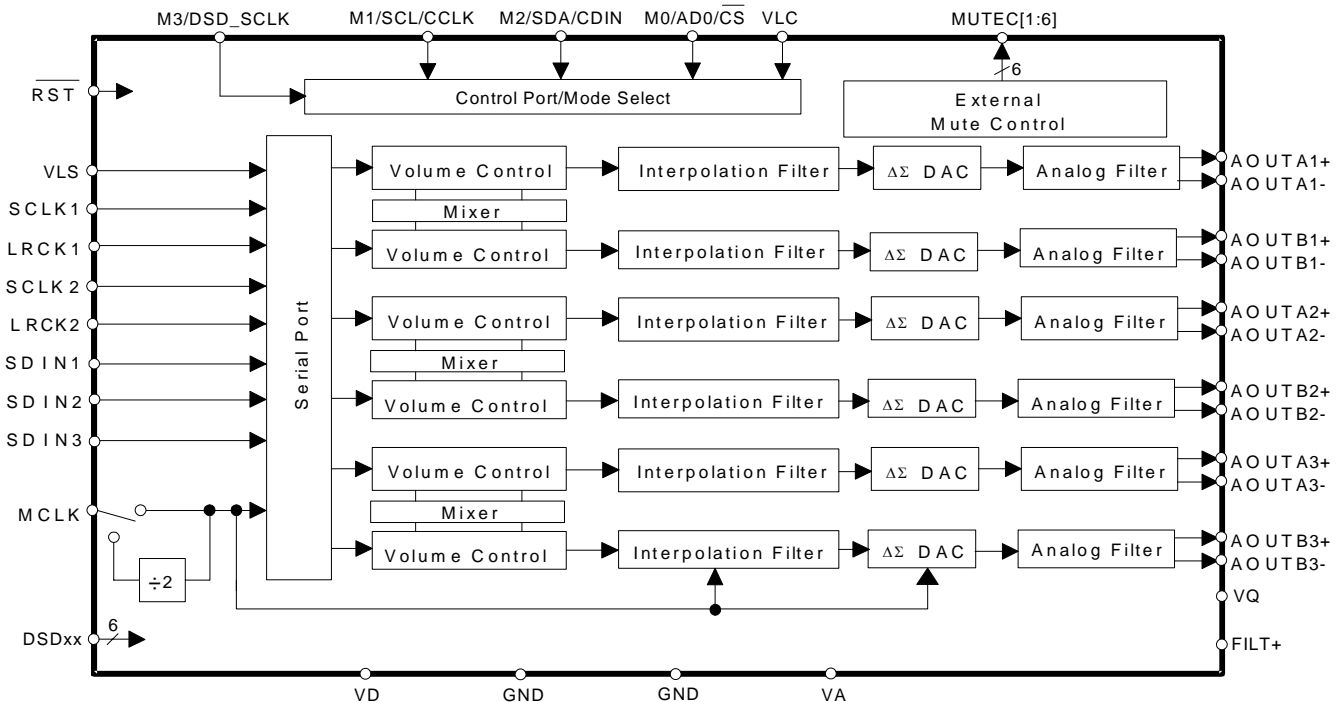 M3/DSD_SCLK
M1/SCL/CCLK
M2/SDA/CDIN
M0/AD0/C̅S̅
VLC
MUTEC[1:6]
R̅S̅T̅
Control Port/Mode Select
6
External
Mute Control
VLS
SCLK1
LRCK1
SCLK2
LRCK2
SDIN1
SDIN2
SDIN3
MCLK
÷2
DSDxx
6
Serial Port
Volume Control
Interpolation Filter
ΔΣ DAC
Analog Filter
AOUTA1+
AOUTA1-
Mixer
Volume Control
Interpolation Filter
ΔΣ DAC
Analog Filter
AOUTB1+
AOUTB1-
Volume Control
Interpolation Filter
ΔΣ DAC
Analog Filter
AOUTA2+
AOUTA2-
Mixer
Volume Control
Interpolation Filter
ΔΣ DAC
Analog Filter
AOUTB2+
AOUTB2-
Volume Control
Interpolation Filter
ΔΣ DAC
Analog Filter
AOUTA3+
AOUTA3-
Mixer
Volume Control
Interpolation Filter
ΔΣ DAC
Analog Filter
AOUTB3+
AOUTB3-
VQ
FILT+
VD
GND
GND
VA